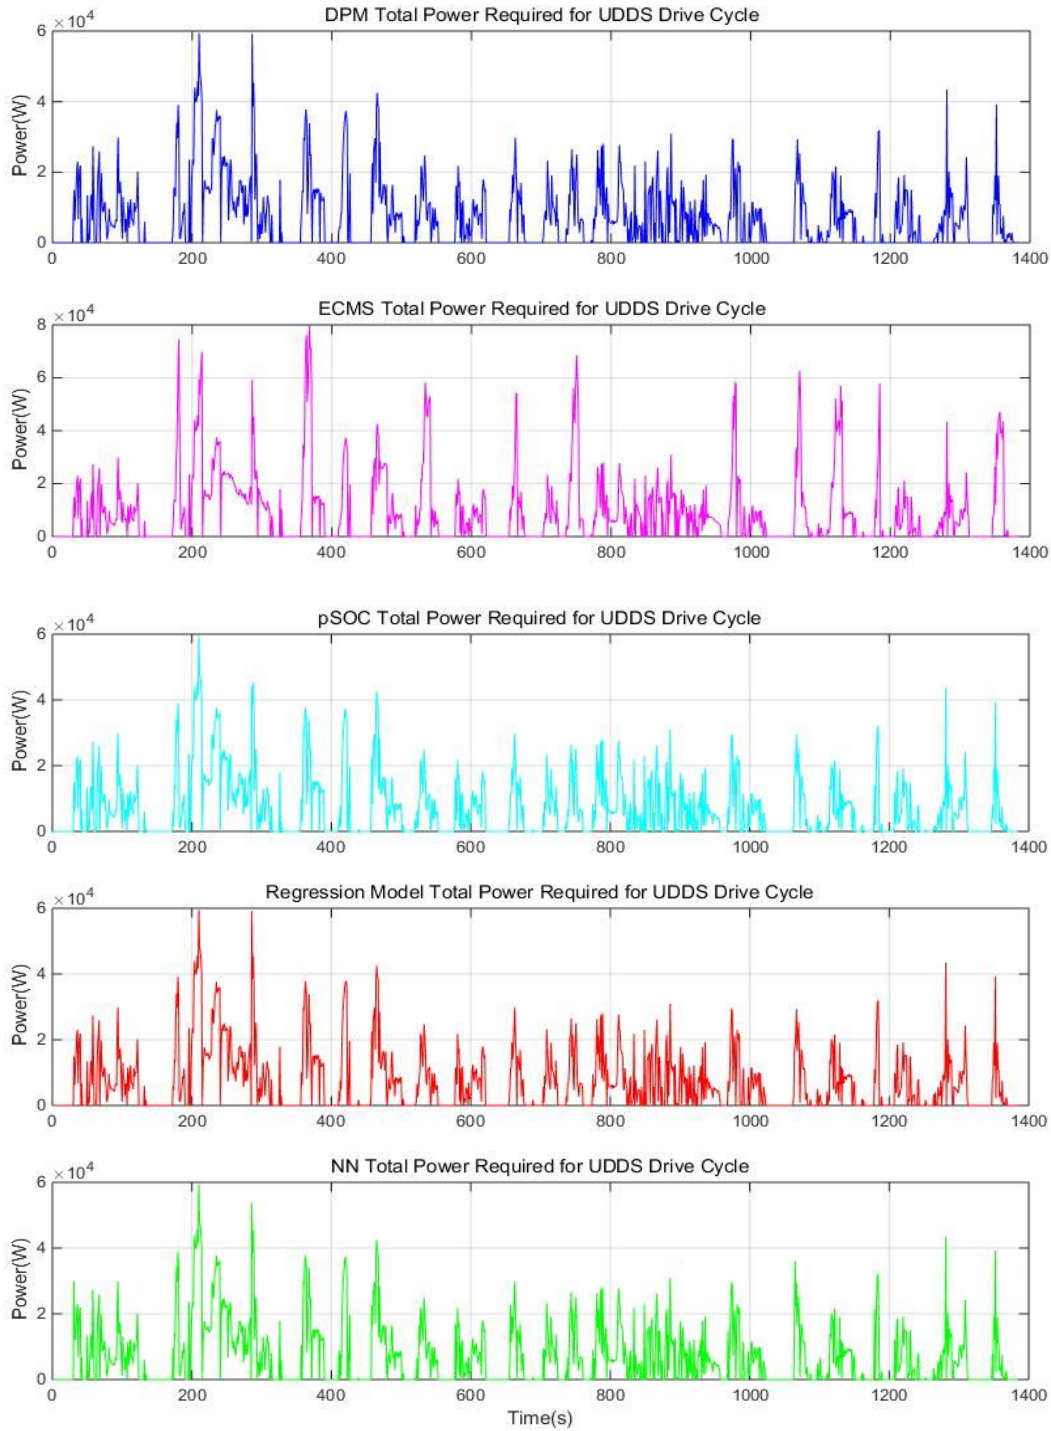 DPM Total Power Required for UDDS Drive Cycle
× 10^4
6
4
2
0
Power(W)
0 200 400 600 800 1000 1200 1400
ECMS Total Power Required for UDDS Drive Cycle
× 10^4
8
6
4
2
0
Power(W)
0 200 400 600 800 1000 1200 1400
pSOC Total Power Required for UDDS Drive Cycle
× 10^4
6
4
2
0
Power(W)
0 200 400 600 800 1000 1200 1400
Regression Model Total Power Required for UDDS Drive Cycle
× 10^4
6
4
2
0
Power(W)
0 200 400 600 800 1000 1200 1400
NN Total Power Required for UDDS Drive Cycle
× 10^4
6
4
2
0
Power(W)
0 200 400 600 800 1000 1200 1400
Time(s)